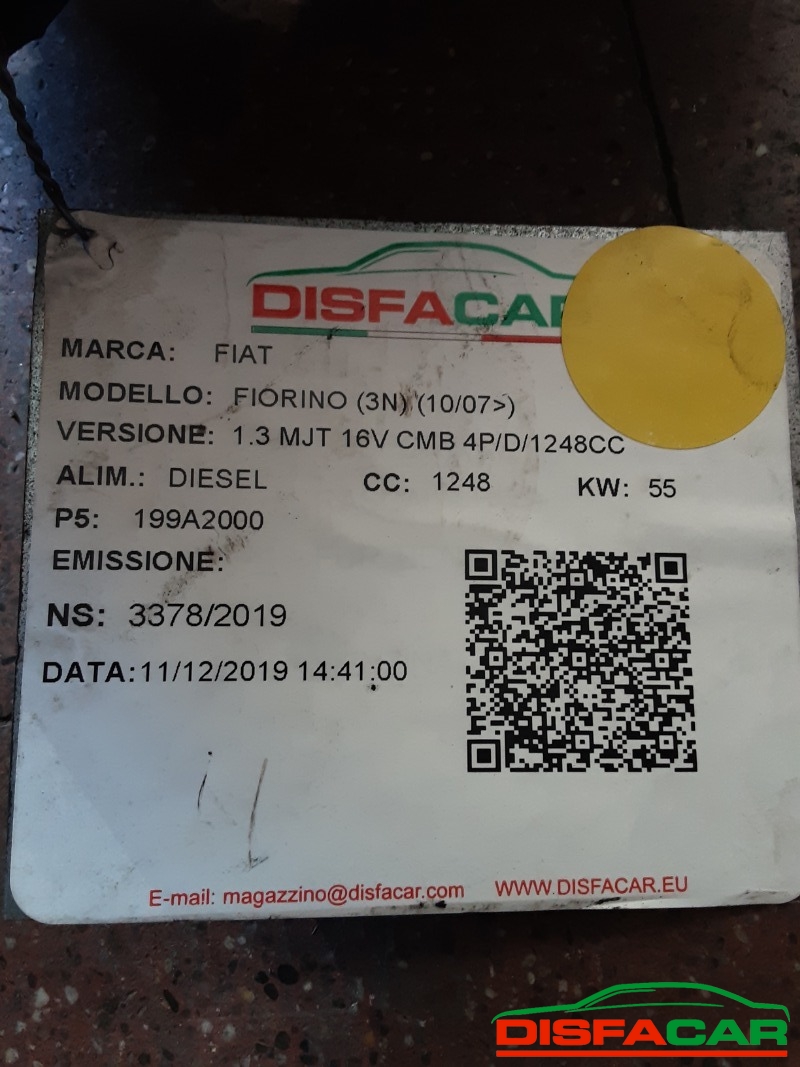 DISFACAR
MARCA: FIAT
MODELLO: FIORINO (3N) (10/07>)
VERSIONE: 1.3 MJT 16V CMB 4P/D/1248CC
ALIM.: DIESEL CC: 1248 KW: 55
P5: 199A2000
EMISSIONE:
NS: 3378/2019
DATA: 11/12/2019 14:41:00
E-mail: magazzino@disfacar.com WWW.DISFACAR.EU
DISFACAR